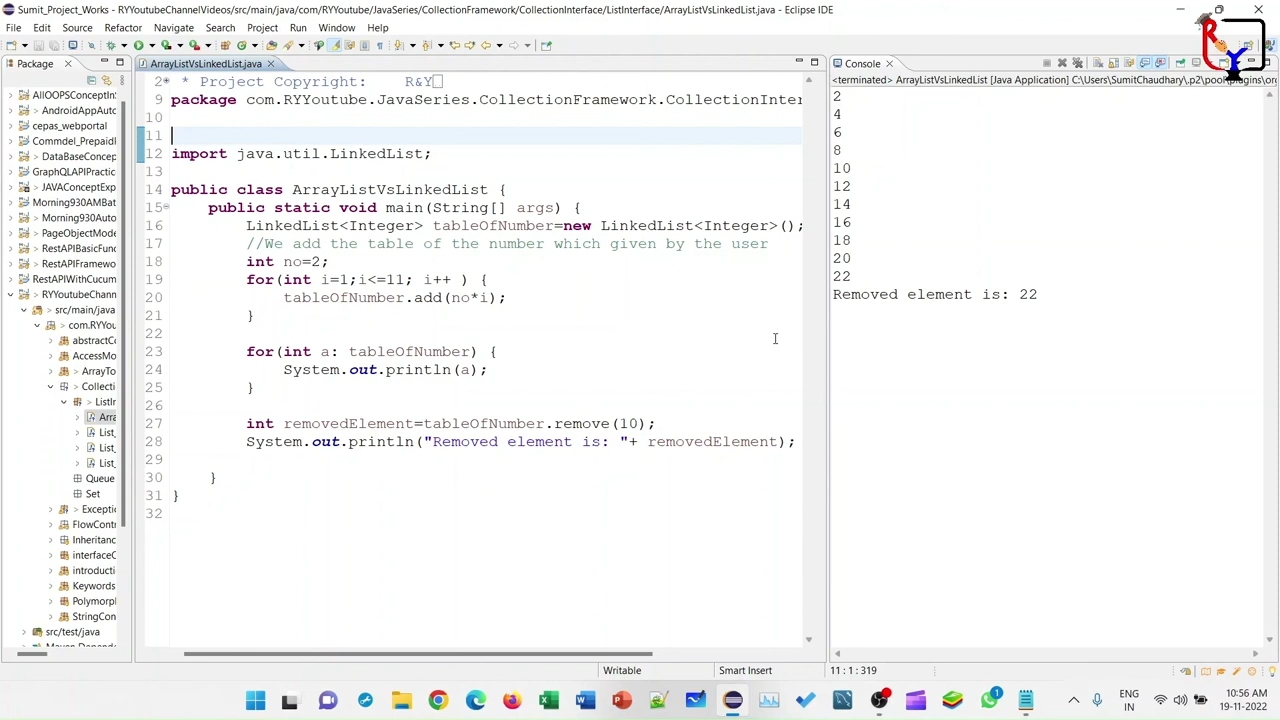 Sumit_Project_Works - RYYoutubeChannelVideos/src/main/java/com/RYYoutube/JavaSeries/CollectionFramework/CollectionInterface/ListInterface/ArrayListVsLinkedList.java - Eclipse IDE
File Edit Source Refactor Navigate Search Project Run Window Help
Package
AllOOPSConceptIn
> AndroidAppAuto
cepas_webportal
Commdel_Prepaid
> DataBaseConcep
GraphQLAPIPractic
> JAVAConceptExp
Morning930AMBat
> Morning930Auto
> PageObjectMode
> RestAPIBasicFunc
> RestAPIFramewo
RestAPIWithCucum
> RYYoutubeChann
> src/main/java
> com.RYYou
abstractC
> AccessMo
> ArrayTo
> Collecti
> ListIn
Arra
List_
List_
List_
Queue
Set
> Exceptio
FlowContr
Inheritanc
interfaceC
introducti
Keywords
Polymorph
StringCon
src/test/java
ArrayListVsLinkedList.java
2 * Project Copyright: R&Y
9 package com.RYYoutube.JavaSeries.CollectionFramework.CollectionInter
10
11
12 import java.util.LinkedList;
13
14 public class ArrayListVsLinkedList {
15 public static void main(String[] args) {
16 LinkedList<Integer> tableOfNumber=new LinkedList<Integer>();
17 //We add the table of the number which given by the user
18 int no=2;
19 for(int i=1;i<=11; i++ ) {
20 tableOfNumber.add(no*i);
21 }
22
23 for(int a: tableOfNumber) {
24 System.out.println(a);
25 }
26
27 int removedElement=tableOfNumber.remove(10);
28 System.out.println("Removed element is: "+ removedElement);
29
30 }
31 }
32
Console
<terminated> ArrayListVsLinkedList [Java Application] C:\Users\SumitChaudhary\.p2\pool\plugins\or
2
4
6
8
10
12
14
16
18
20
22
Removed element is: 22
R
Y
Writable
Smart Insert
11 : 1 : 319
1
ENG
IN
10:56 AM
19-11-2022